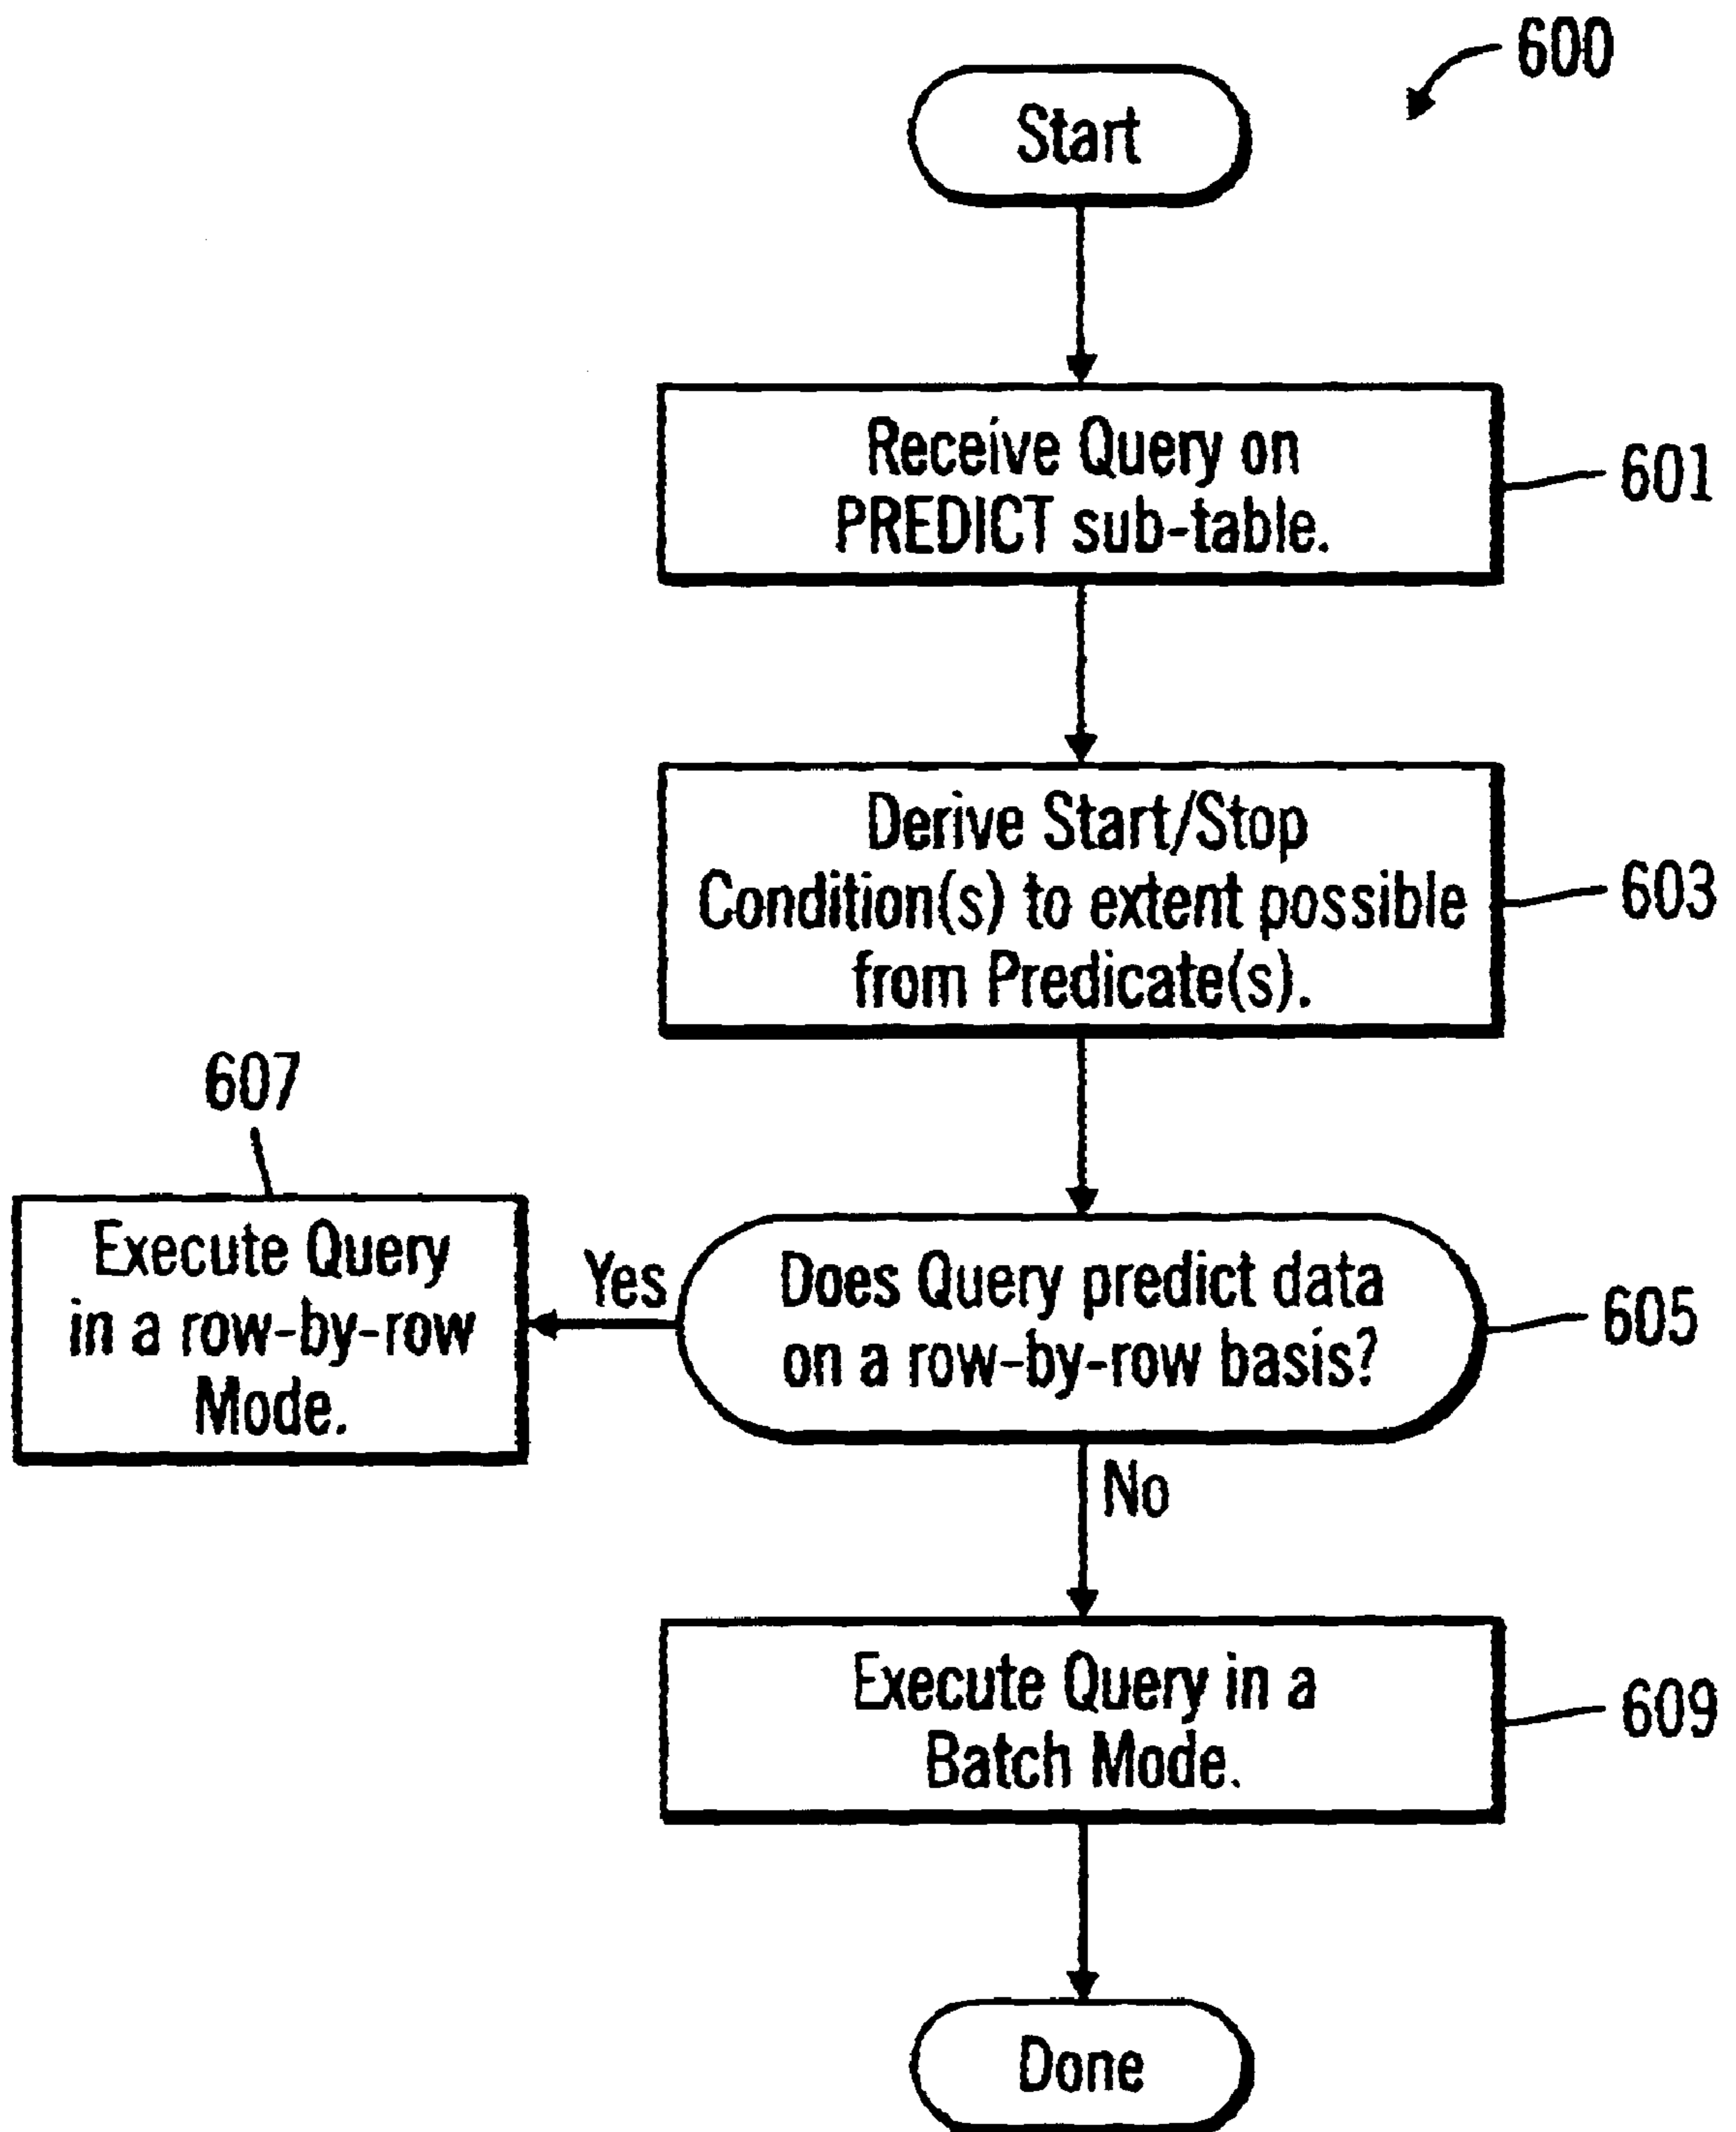 600
Start
Receive Query on
PREDICT sub-table.
601
Derive Start/Stop
Condition(s) to extent possible
from Predicate(s).
603
607
Execute Query
in a row-by-row
Mode.
Yes
Does Query predict data
on a row-by-row basis?
605
No
Execute Query in a
Batch Mode.
609
Done